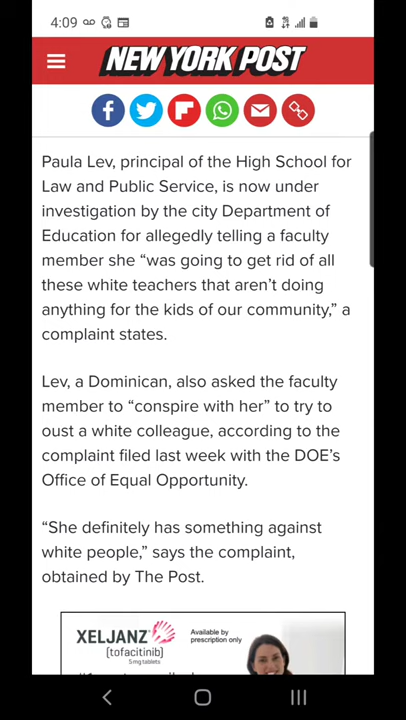 4:09
NEW YORK POST
Paula Lev, principal of the High School for
Law and Public Service, is now under
investigation by the city Department of
Education for allegedly telling a faculty
member she “was going to get rid of all
these white teachers that aren’t doing
anything for the kids of our community,” a
complaint states.
Lev, a Dominican, also asked the faculty
member to “conspire with her” to try to
oust a white colleague, according to the
complaint filed last week with the DOE’s
Office of Equal Opportunity.
“She definitely has something against
white people,” says the complaint,
obtained by The Post.
XELJANZ
(tofacitinib)
5 mg tablets
Available by
prescription only